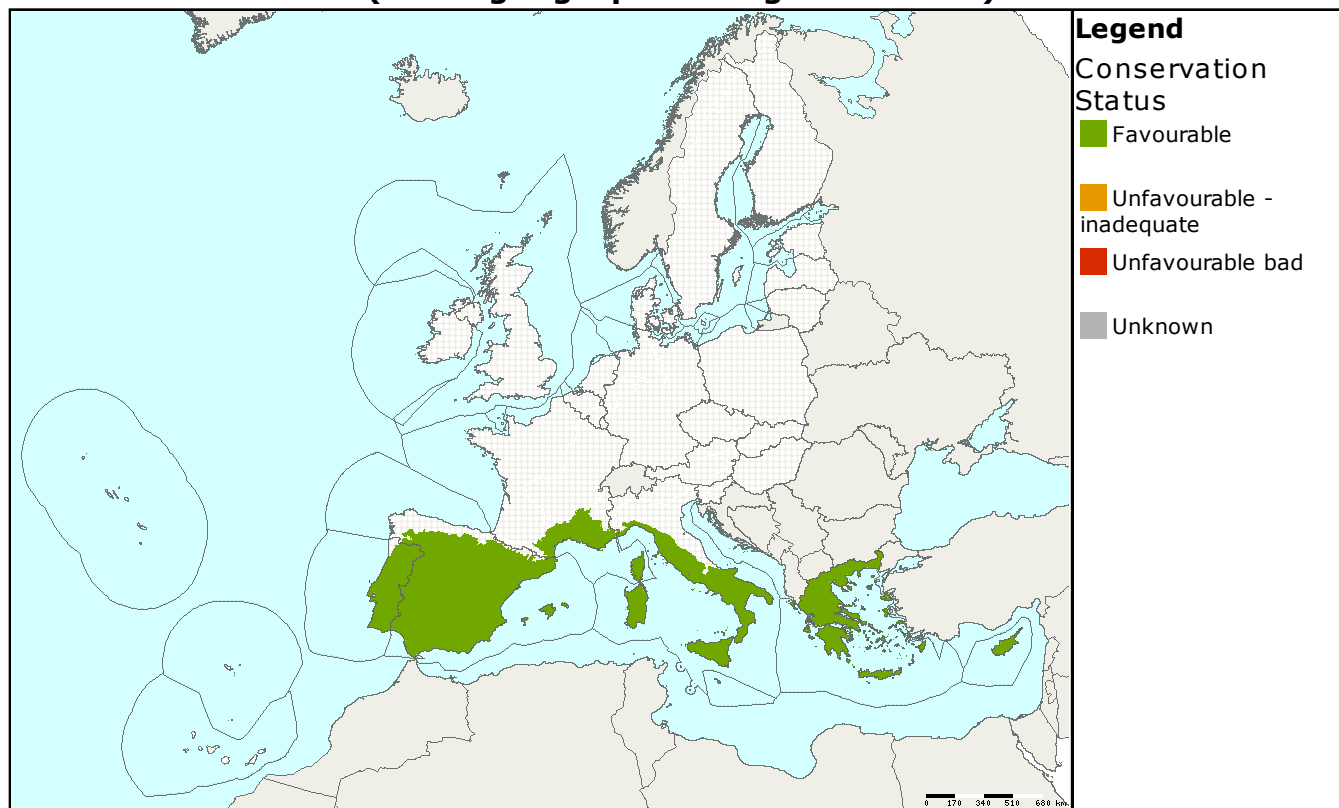 Legend
Conservation
Status
Favourable
Unfavourable -
inadequate
Unfavourable bad
Unknown
0 170 340 510 680 km